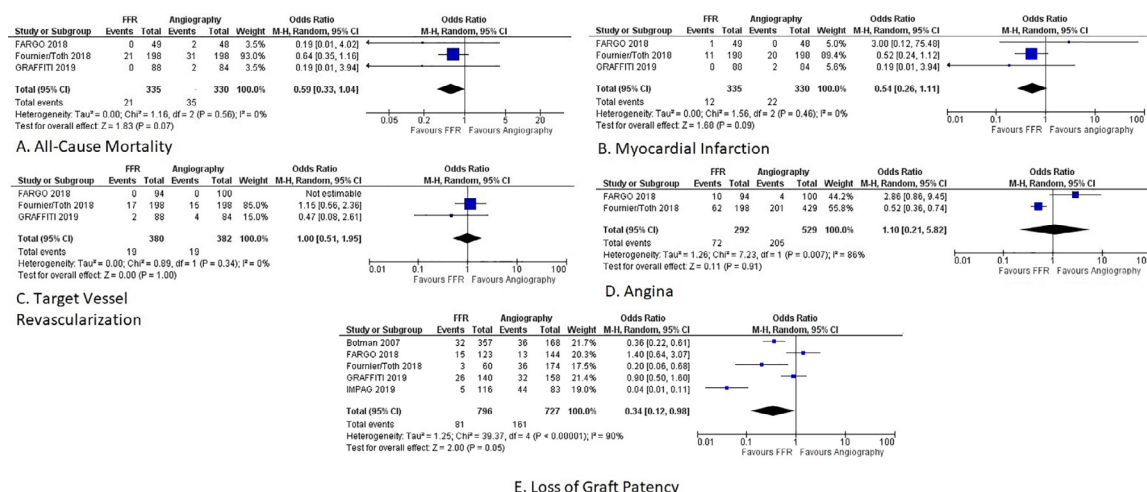 FFR Angiography Odds Ratio Odds Ratio
Study or Subgroup Events Total Events Total Weight M-H, Random, 95% CI M-H, Random, 95% CI
FARGO 2018 0 49 2 48 3.5% 0.19 [0.01, 4.02]
Fournier/Toth 2018 21 198 31 198 93.0% 0.64 [0.35, 1.16]
GRAFFITI 2019 0 88 2 84 3.5% 0.19 [0.01, 3.94]
Total (95% CI) 335 330 100.0% 0.59 [0.33, 1.04]
Total events 21 35
Heterogeneity: Tau² = 0.00; Chi² = 1.16, df = 2 (P = 0.56); I² = 0%
Test for overall effect: Z = 1.83 (P = 0.07)
0.05 0.2 1 5 20
Favours FFR Favours Angiography
A. All-Cause Mortality
FFR Angiography Odds Ratio Odds Ratio
Study or Subgroup Events Total Events Total Weight M-H, Random, 95% CI M-H, Random, 95% CI
FARGO 2018 1 49 0 48 5.0% 3.00 [0.12, 75.48]
Fournier/Toth 2018 11 198 20 198 89.4% 0.52 [0.24, 1.12]
GRAFFITI 2019 0 88 2 84 5.6% 0.19 [0.01, 3.94]
Total (95% CI) 335 330 100.0% 0.54 [0.26, 1.11]
Total events 12 22
Heterogeneity: Tau² = 0.00; Chi² = 1.56, df = 2 (P = 0.46); I² = 0%
Test for overall effect: Z = 1.68 (P = 0.09)
0.01 0.1 1 10 100
Favours FFR Favours Angiography
B. Myocardial Infarction
FFR Angiography Odds Ratio Odds Ratio
Study or Subgroup Events Total Events Total Weight M-H, Random, 95% CI M-H, Random, 95% CI
FARGO 2018 0 94 0 100 Not estimable
Fournier/Toth 2018 17 198 15 198 85.0% 1.15 [0.56, 2.36]
GRAFFITI 2019 2 88 4 84 15.0% 0.47 [0.08, 2.61]
Total (95% CI) 380 382 100.0% 1.00 [0.51, 1.95]
Total events 19 19
Heterogeneity: Tau² = 0.00; Chi² = 0.89, df = 1 (P = 0.34); I² = 0%
Test for overall effect: Z = 0.00 (P = 1.00)
0.01 0.1 1 10 100
Favours FFR Favours Angiography
C. Target Vessel
Revascularization
FFR Angiography Odds Ratio Odds Ratio
Study or Subgroup Events Total Events Total Weight M-H, Random, 95% CI M-H, Random, 95% CI
FARGO 2018 10 94 4 100 44.2% 2.86 [0.86, 9.45]
Fournier/Toth 2018 62 198 201 429 55.8% 0.52 [0.36, 0.74]
Total (95% CI) 292 529 100.0% 1.10 [0.21, 5.82]
Total events 72 205
Heterogeneity: Tau² = 1.26; Chi² = 7.23, df = 1 (P = 0.007); I² = 86%
Test for overall effect: Z = 0.11 (P = 0.91)
0.01 0.1 1 10 100
Favours FFR Favours Angiography
D. Angina
FFR Angiography Odds Ratio Odds Ratio
Study or Subgroup Events Total Events Total Weight M-H, Random, 95% CI M-H, Random, 95% CI
Botman 2007 32 357 36 168 21.7% 0.36 [0.22, 0.61]
FARGO 2018 15 123 13 144 20.3% 1.40 [0.64, 3.07]
Fournier/Toth 2018 3 60 36 174 17.5% 0.20 [0.06, 0.68]
GRAFFITI 2019 26 140 32 158 21.4% 0.90 [0.50, 1.60]
IMPAG 2019 5 116 44 83 19.0% 0.04 [0.01, 0.11]
Total (95% CI) 796 727 100.0% 0.34 [0.12, 0.98]
Total events 81 161
Heterogeneity: Tau² = 1.25; Chi² = 39.37, df = 4 (P < 0.00001); I² = 90%
Test for overall effect: Z = 2.00 (P = 0.05)
0.01 0.1 1 10 100
Favours FFR Favours Angiography
E. Loss of Graft Patency